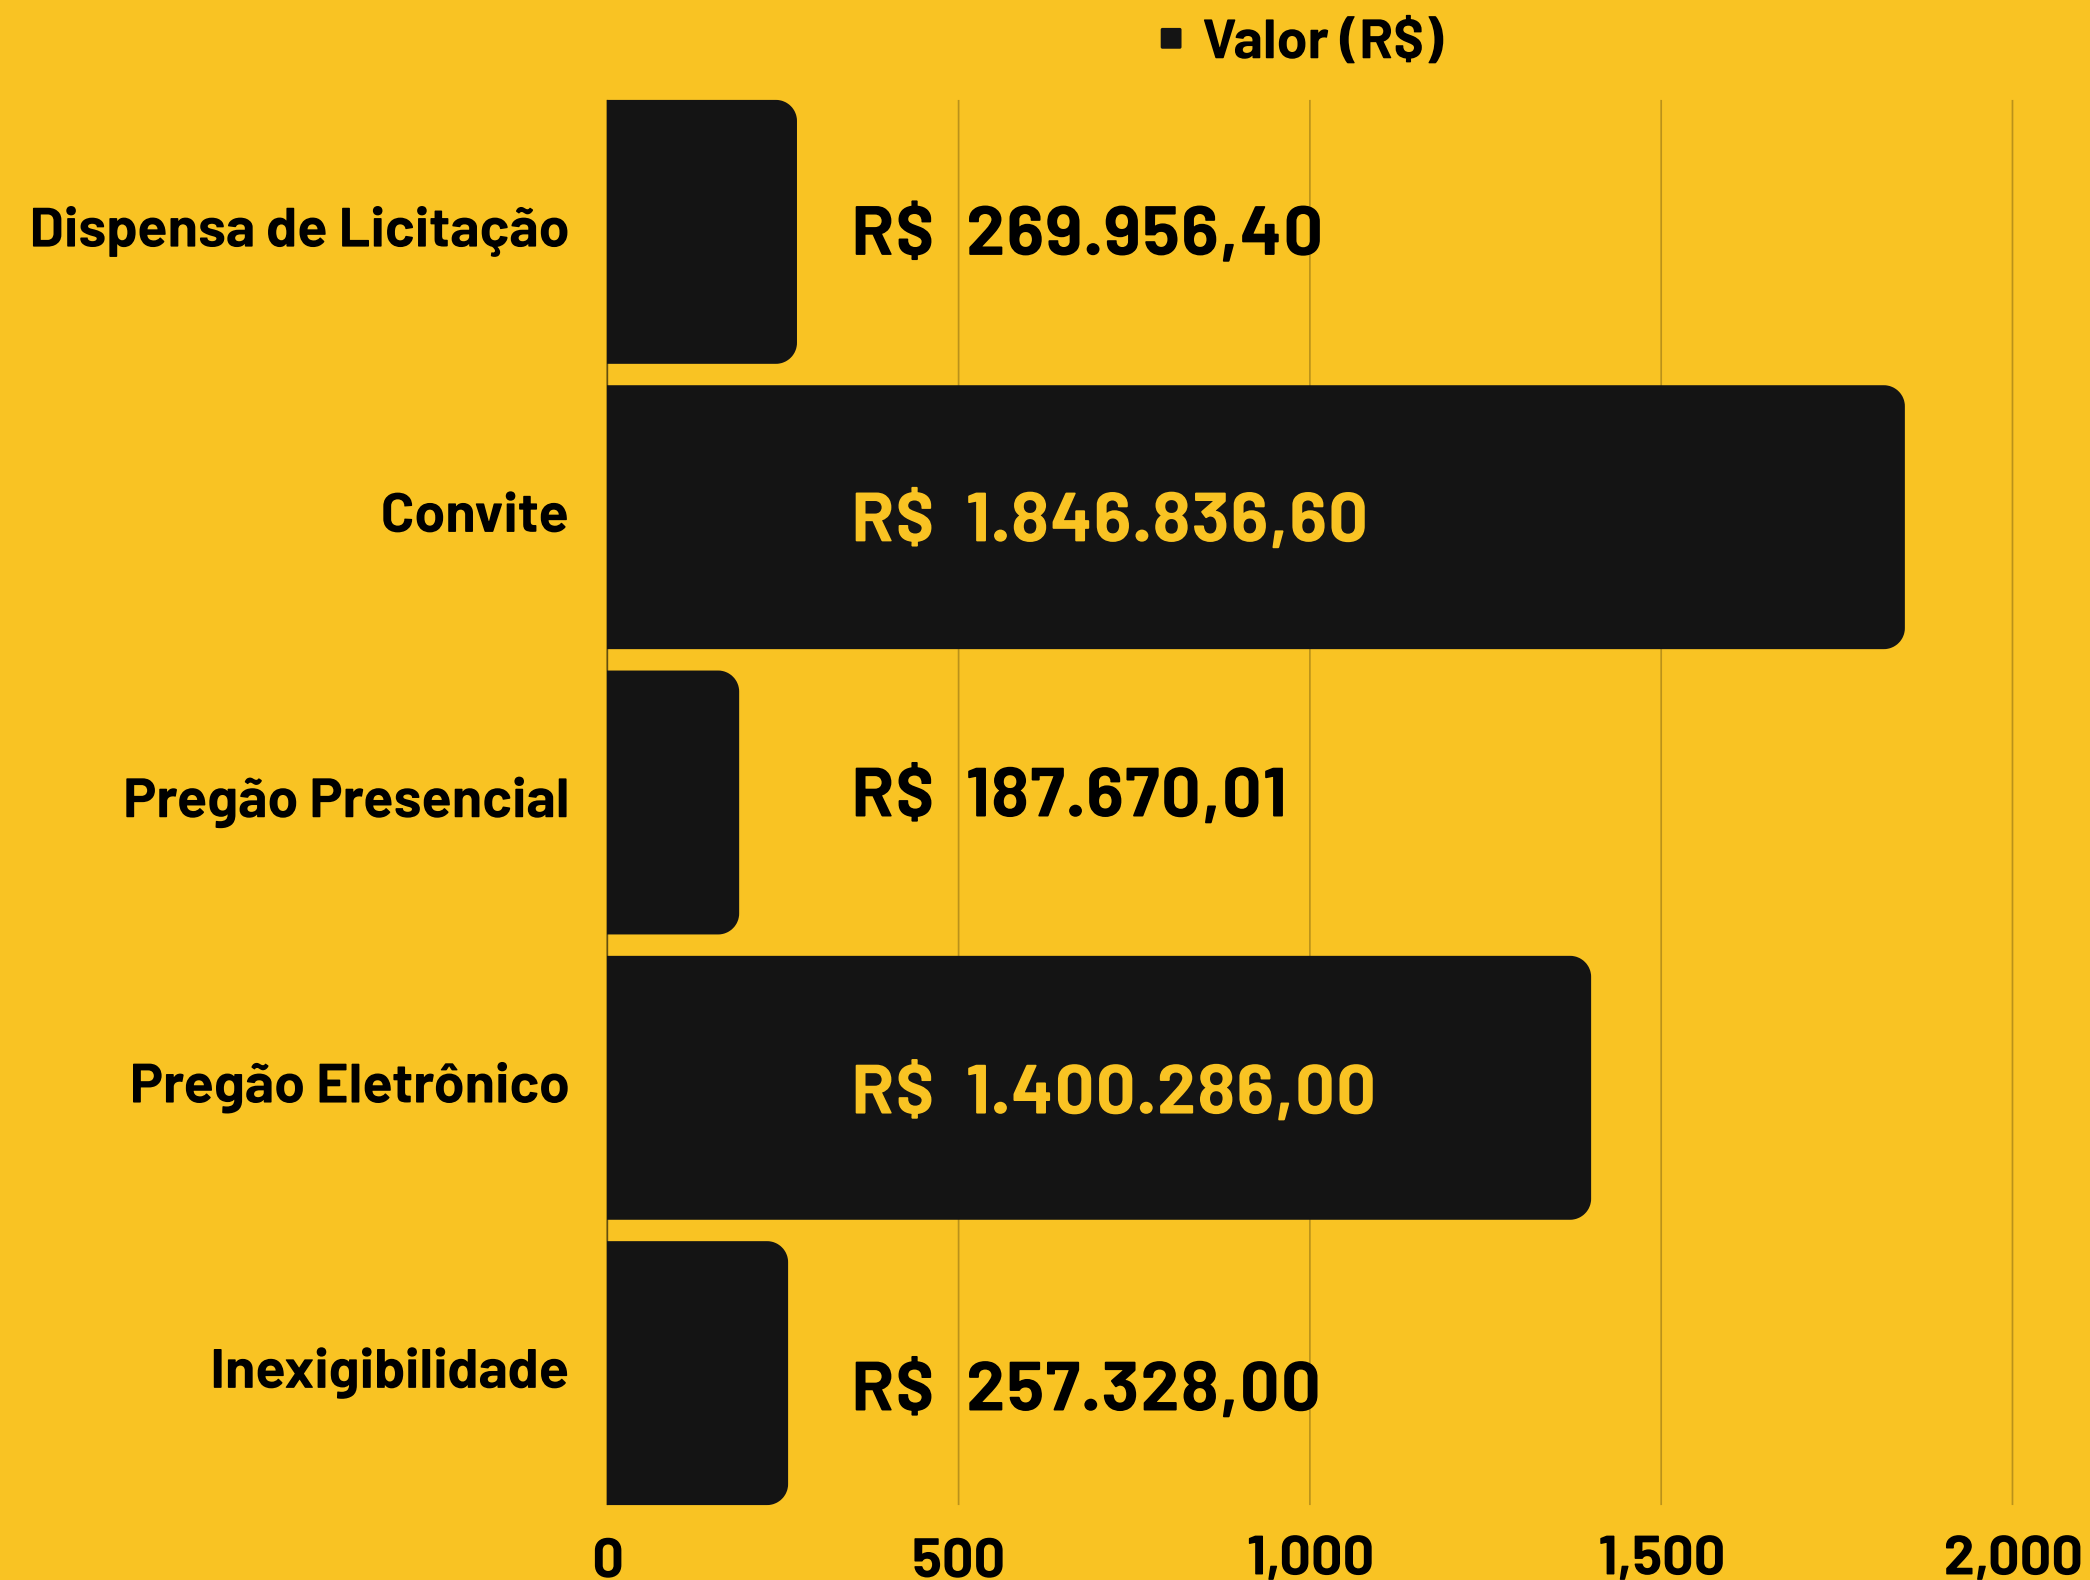 Valor (R$)
Dispensa de Licitação
R$ 269.956,40
Convite
R$ 1.846.836,60
Pregão Presencial
R$ 187.670,01
Pregão Eletrônico
R$ 1.400.286,00
Inexigibilidade
R$ 257.328,00
0 500 1,000 1,500 2,000